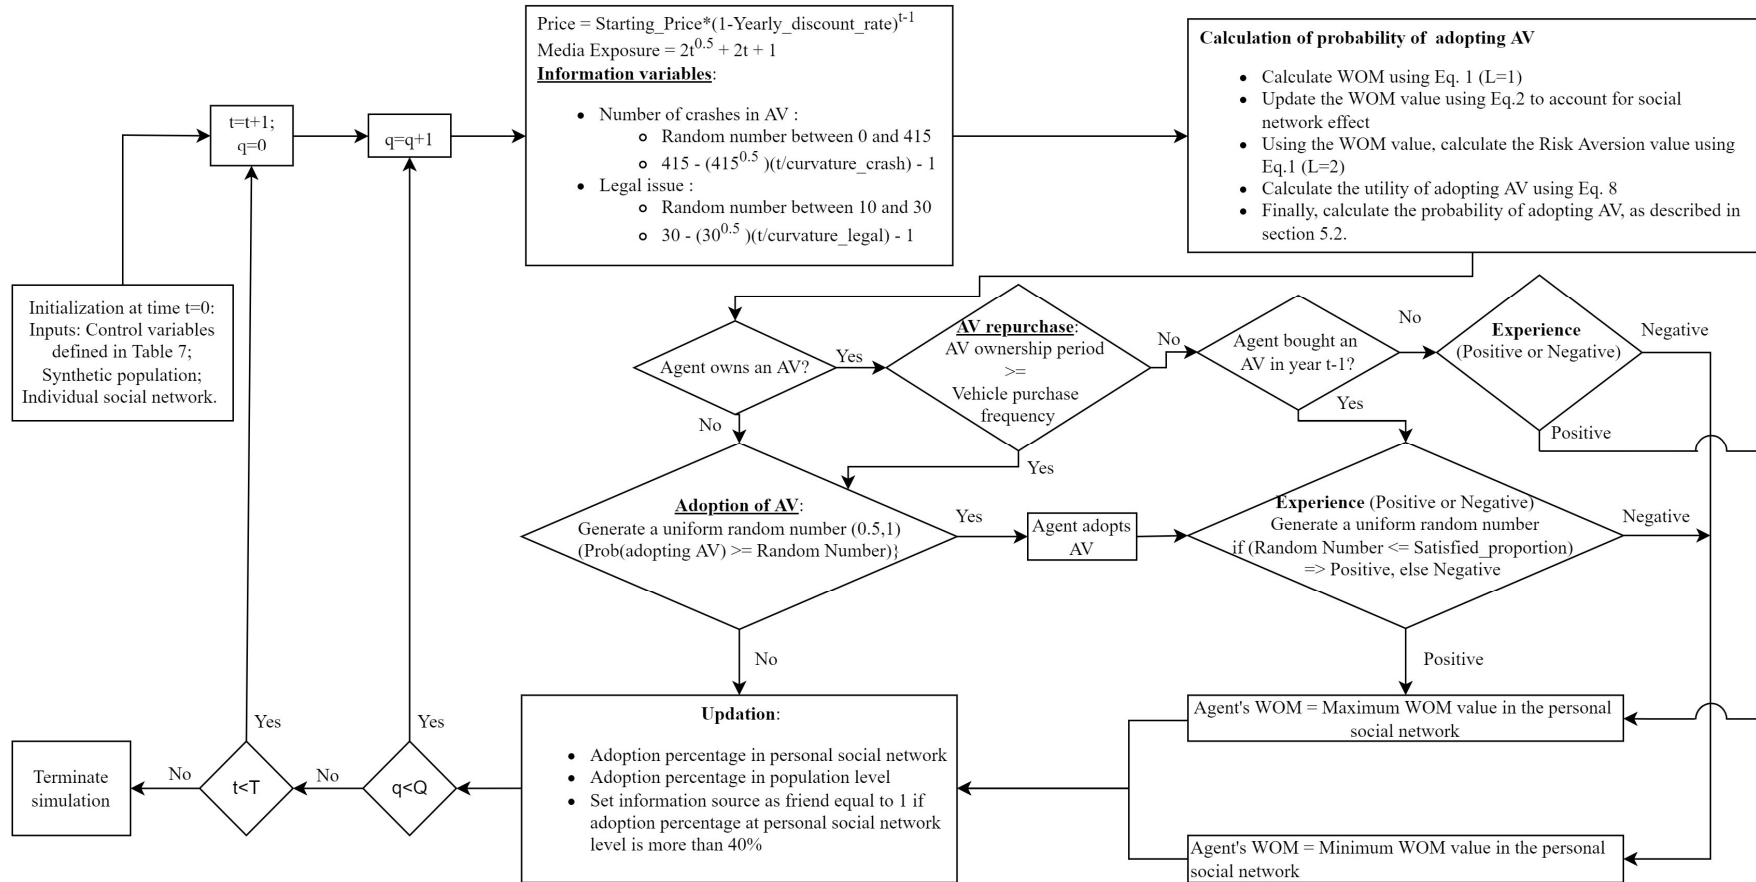 Price = Starting_Price*(1-Yearly_discount_rate)^t-1
Media Exposure = 2t^0.5 + 2t + 1
Information variables:
• Number of crashes in AV :
o Random number between 0 and 415
o 415 - (415^0.5 )(t/curvature_crash) - 1
• Legal issue :
o Random number between 10 and 30
o 30 - (30^0.5 )(t/curvature_legal) - 1
Calculation of probability of adopting AV
• Calculate WOM using Eq. 1 (L=1)
• Update the WOM value using Eq.2 to account for social
network effect
• Using the WOM value, calculate the Risk Aversion value using
Eq.1 (L=2)
• Calculate the utility of adopting AV using Eq. 8
• Finally, calculate the probability of adopting AV, as described in
section 5.2.
t=t+1;
q=0
q=q+1
Initialization at time t=0:
Inputs: Control variables
defined in Table 7;
Synthetic population;
Individual social network.
Agent owns an AV?
Yes
No
AV repurchase:
AV ownership period
>=
Vehicle purchase
frequency
No
Yes
Agent bought an
AV in year t-1?
No
Yes
Experience
(Positive or Negative)
Negative
Positive
Adoption of AV:
Generate a uniform random number (0.5,1)
(Prob(adopting AV) >= Random Number)}
Yes
No
Agent adopts
AV
Experience (Positive or Negative)
Generate a uniform random number
if (Random Number <= Satisfied_proportion)
=> Positive, else Negative
Negative
Positive
Agent's WOM = Maximum WOM value in the personal
social network
Agent's WOM = Minimum WOM value in the personal
social network
Updation:
• Adoption percentage in personal social network
• Adoption percentage in population level
• Set information source as friend equal to 1 if
adoption percentage at personal social network
level is more than 40%
q<Q
Yes
No
t<T
Yes
No
Terminate
simulation